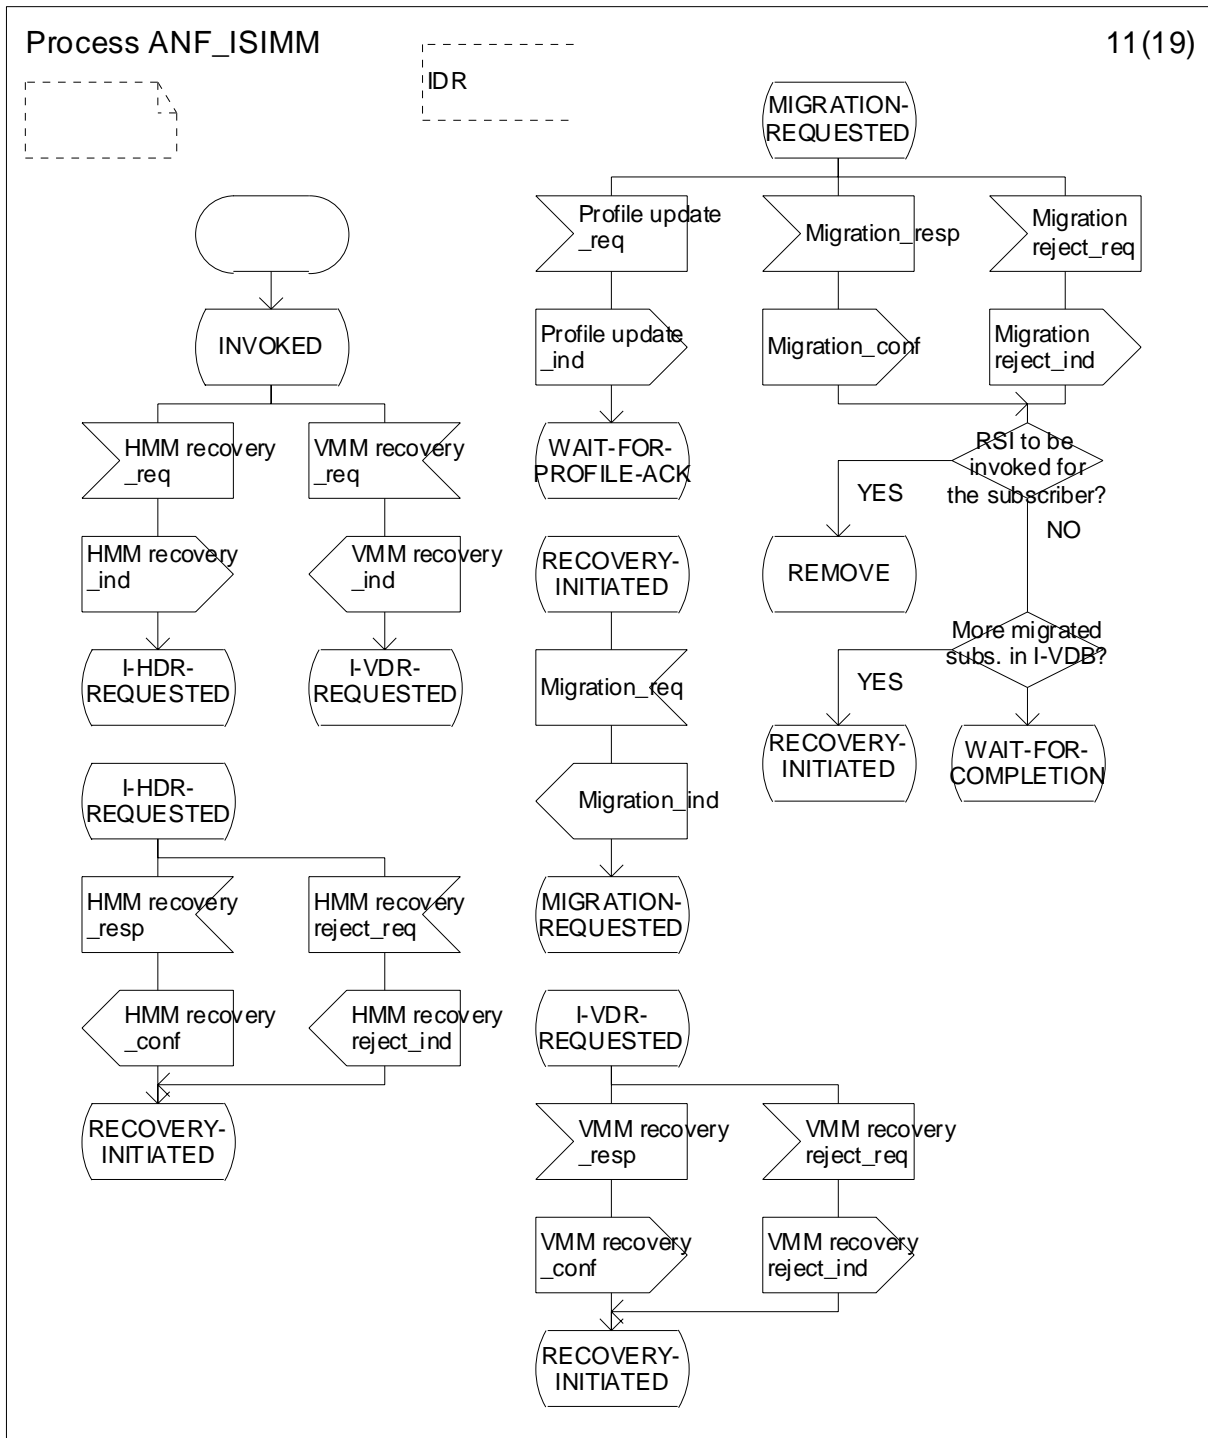 Process ANF_ISIMM
IDR
11(19)
INVOKED
HMM recovery
_req
VMM recovery
_req
HMM recovery
_ind
VMM recovery
_ind
I-HDR-
REQUESTED
I-VDR-
REQUESTED
I-HDR-
REQUESTED
HMM recovery
_resp
HMM recovery
reject_req
HMM recovery
_conf
HMM recovery
reject_ind
RECOVERY-
INITIATED
MIGRATION-
REQUESTED
Profile update
_req
Migration_resp
Migration
reject_req
Profile update
_ind
Migration_conf
Migration
reject_ind
WAIT-FOR-
PROFILE-ACK
RSI to be
invoked for
the subscriber?
YES
NO
REMOVE
More migrated
subs. in I-VDB?
YES
RECOVERY-
INITIATED
WAIT-FOR-
COMPLETION
RECOVERY-
INITIATED
Migration_req
Migration_ind
MIGRATION-
REQUESTED
I-VDR-
REQUESTED
VMM recovery
_resp
VMM recovery
reject_req
VMM recovery
_conf
VMM recovery
reject_ind
RECOVERY-
INITIATED